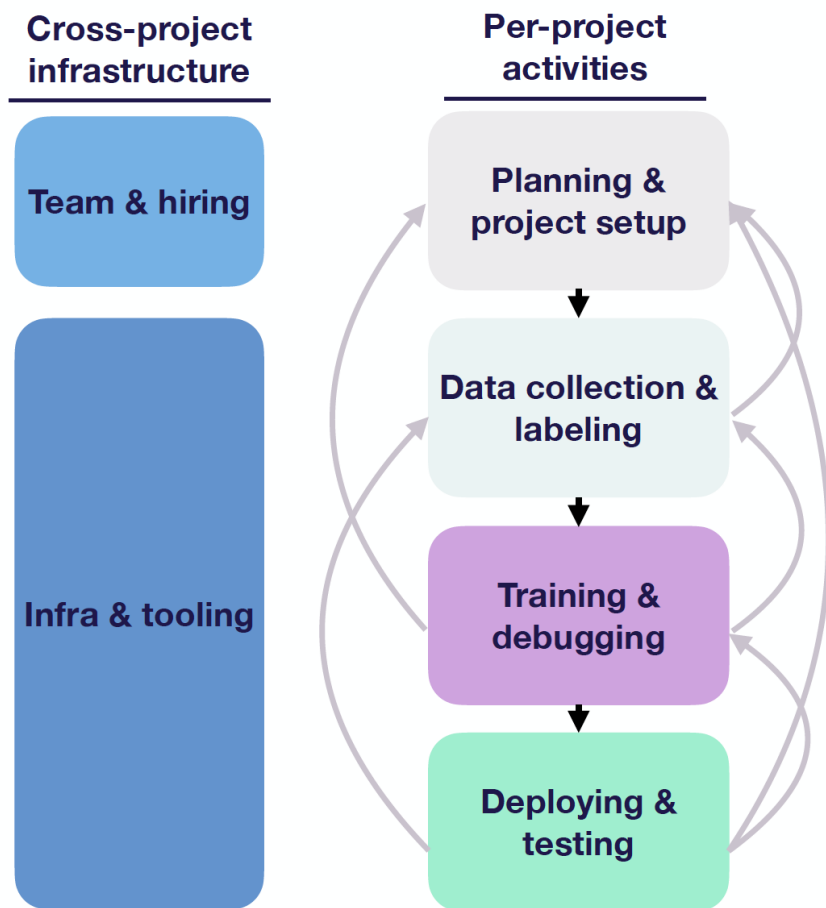 Cross-project
infrastructure
Per-project
activities
Team & hiring
Infra & tooling
Planning &
project setup
Data collection &
labeling
Training &
debugging
Deploying &
testing